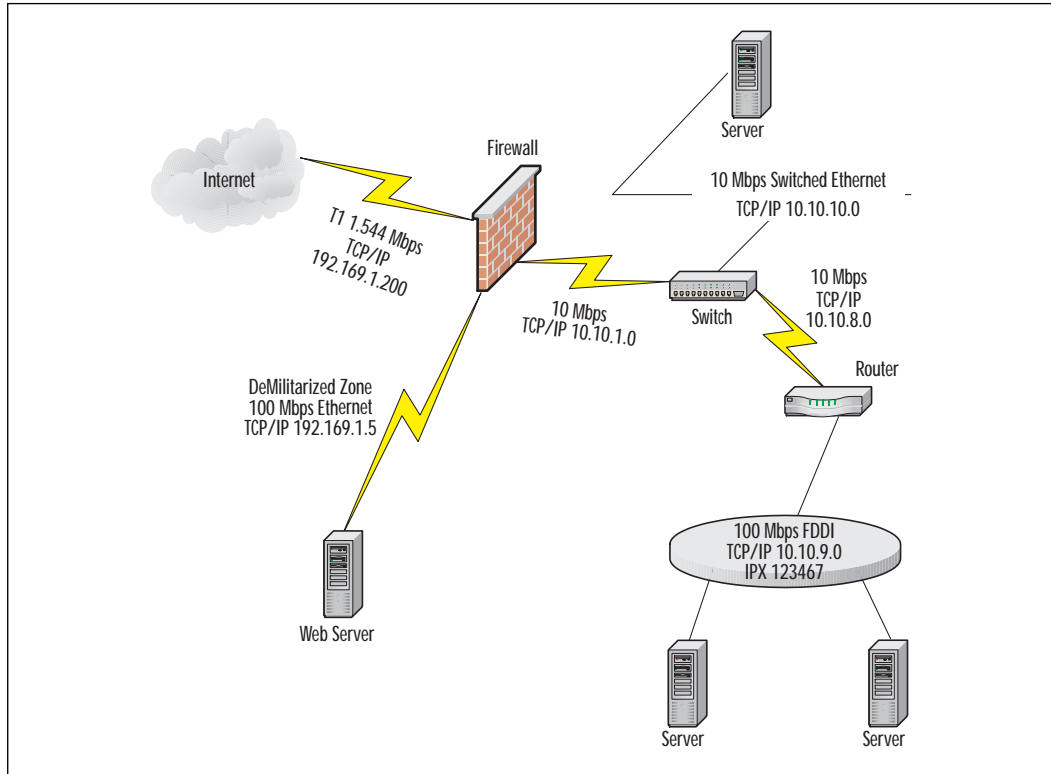 Server
Firewall
Internet
10 Mbps Switched Ethernet
TCP/IP 10.10.10.0
T1 1.544 Mbps
TCP/IP
192.169.1.200
10 Mbps
TCP/IP 10.10.1.0
Switch
10 Mbps
TCP/IP
10.10.8.0
Router
DeMilitarized Zone
100 Mbps Ethernet
TCP/IP 192.169.1.5
Web Server
100 Mbps FDDI
TCP/IP 10.10.9.0
IPX 123467
Server
Server